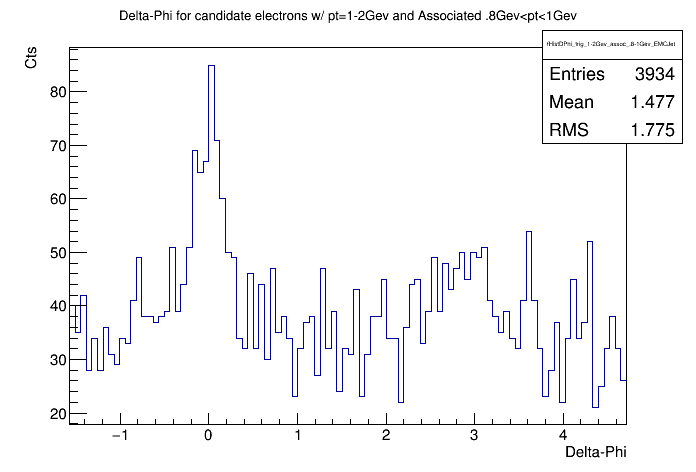 Delta-Phi for candidate electrons w/ pt=1-2Gev and Associated .8Gev<pt<1Gev
Cts
fHistDPhi_trig_1-2Gev_assoc_.8-1Gev_EMCJet
Entries 3934
Mean 1.477
RMS 1.775
80
70
60
50
40
30
20
−1 0 1 2 3 4
Delta-Phi